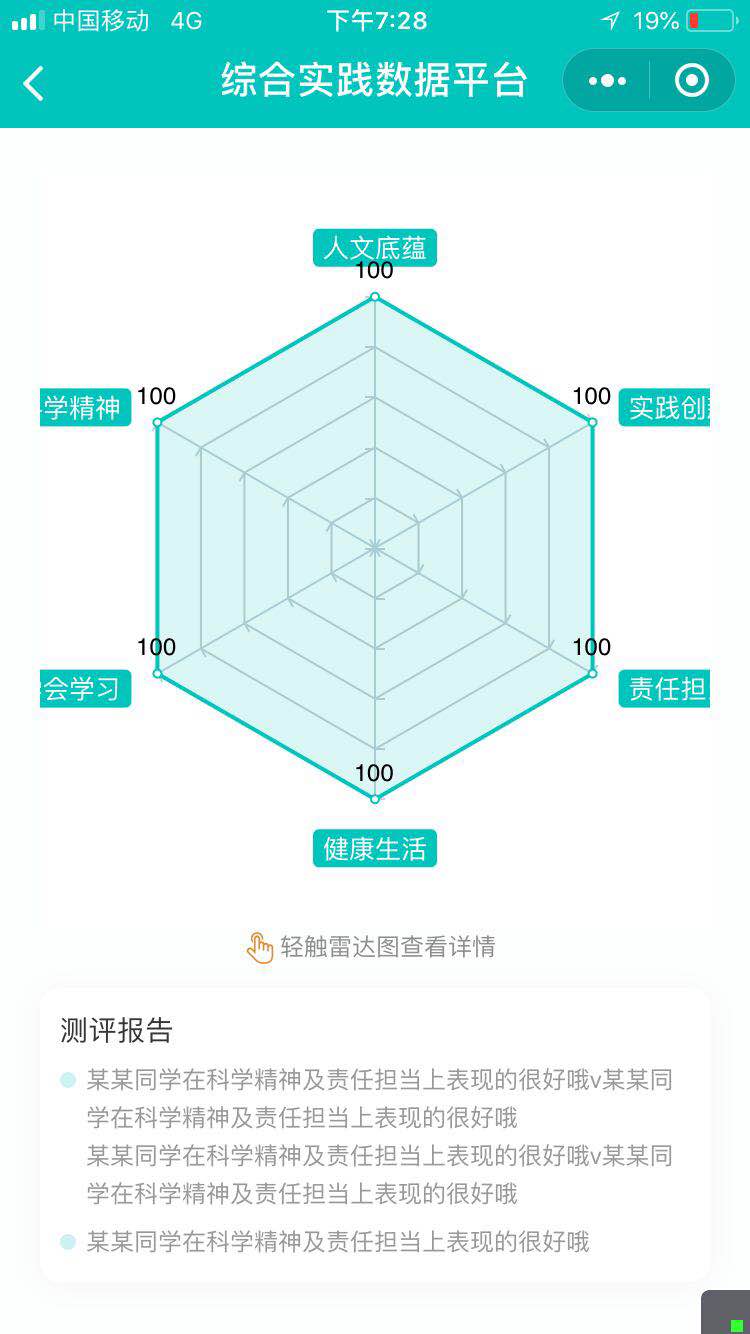 中国移动 4G 下午7:28 19%
综合实践数据平台
人文底蕴
100
100 100
学精神 实践创
100 100
会学习 责任担
100
健康生活
轻触雷达图查看详情
测评报告
某某同学在科学精神及责任担当上表现的很好哦v某某同
学在科学精神及责任担当上表现的很好哦
某某同学在科学精神及责任担当上表现的很好哦v某某同
学在科学精神及责任担当上表现的很好哦
某某同学在科学精神及责任担当上表现的很好哦